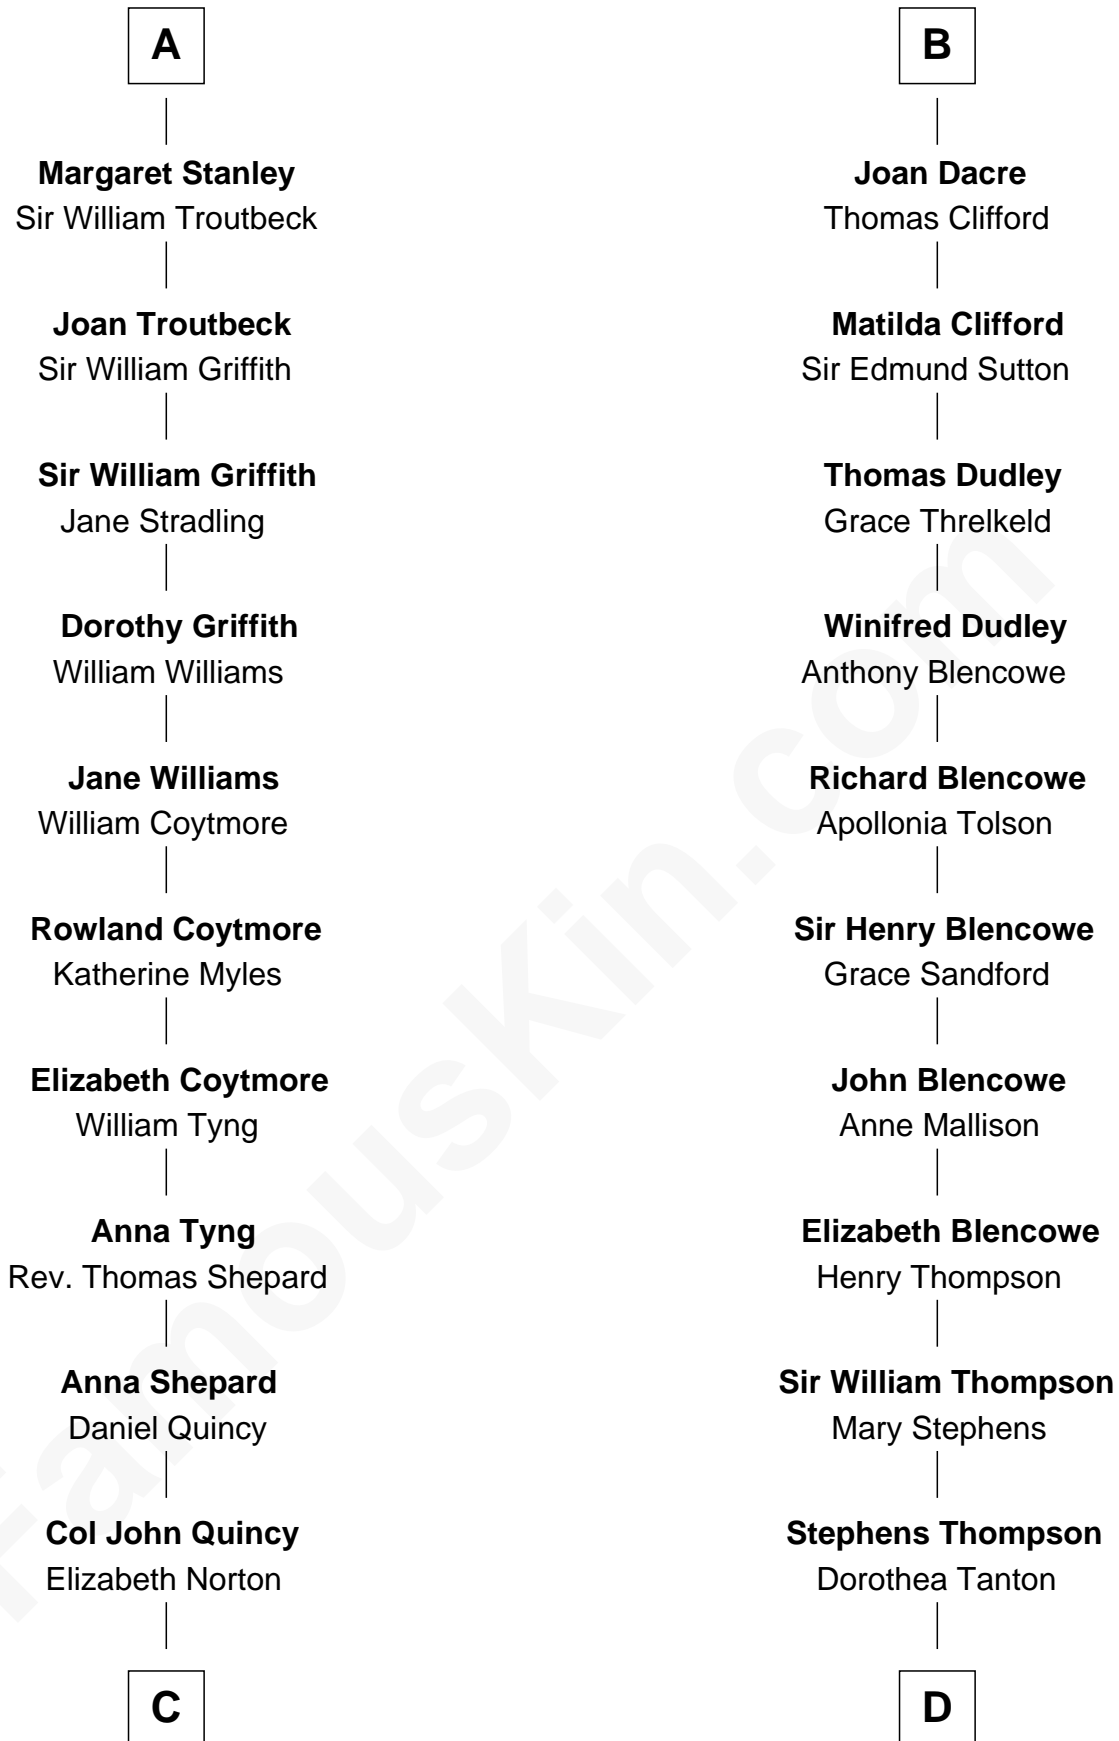 A
Margaret Stanley
Sir William Troutbeck
Joan Troutbeck
Sir William Griffith
Sir William Griffith
Jane Stradling
Dorothy Griffith
William Williams
Jane Williams
William Coytmore
Rowland Coytmore
Katherine Myles
Elizabeth Coytmore
William Tyng
Anna Tyng
Rev. Thomas Shepard
Anna Shepard
Daniel Quincy
Col John Quincy
Elizabeth Norton
C
B
Joan Dacre
Thomas Clifford
Matilda Clifford
Sir Edmund Sutton
Thomas Dudley
Grace Threlkeld
Winifred Dudley
Anthony Blencowe
Richard Blencowe
Apollonia Tolson
Sir Henry Blencowe
Grace Sandford
John Blencowe
Anne Mallison
Elizabeth Blencowe
Henry Thompson
Sir William Thompson
Mary Stephens
Stephens Thompson
Dorothea Tanton
D
FamousKin.com